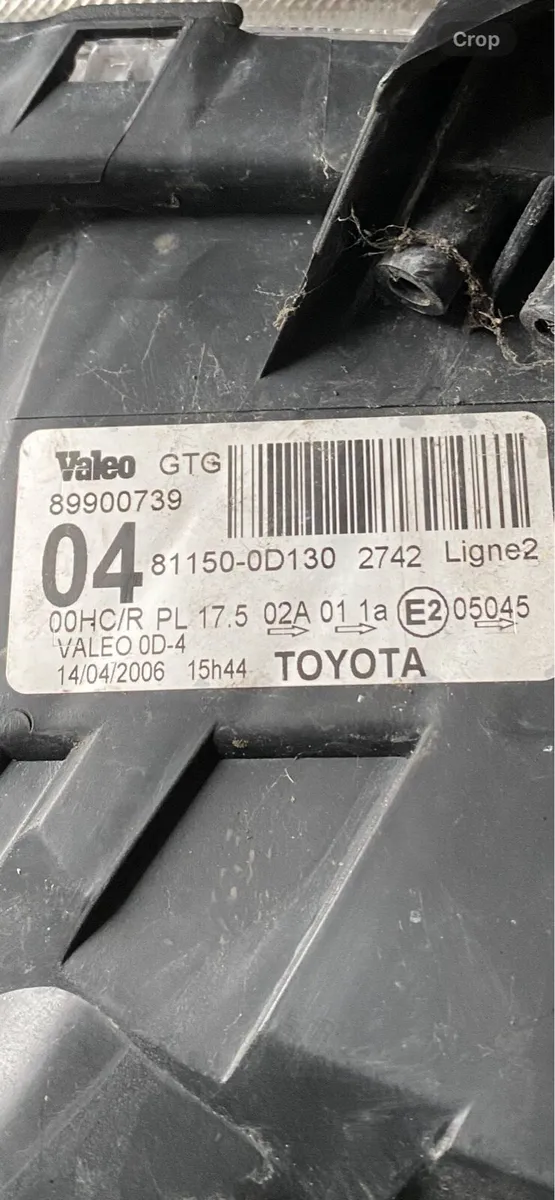 Crop
Valeo GTG
89900739
04 81150-0D130 2742 Ligne2
00HC/R PL 17.5 02A 01 1a E2 05045
VALEO 0D-4
14/04/2006 15h44 TOYOTA